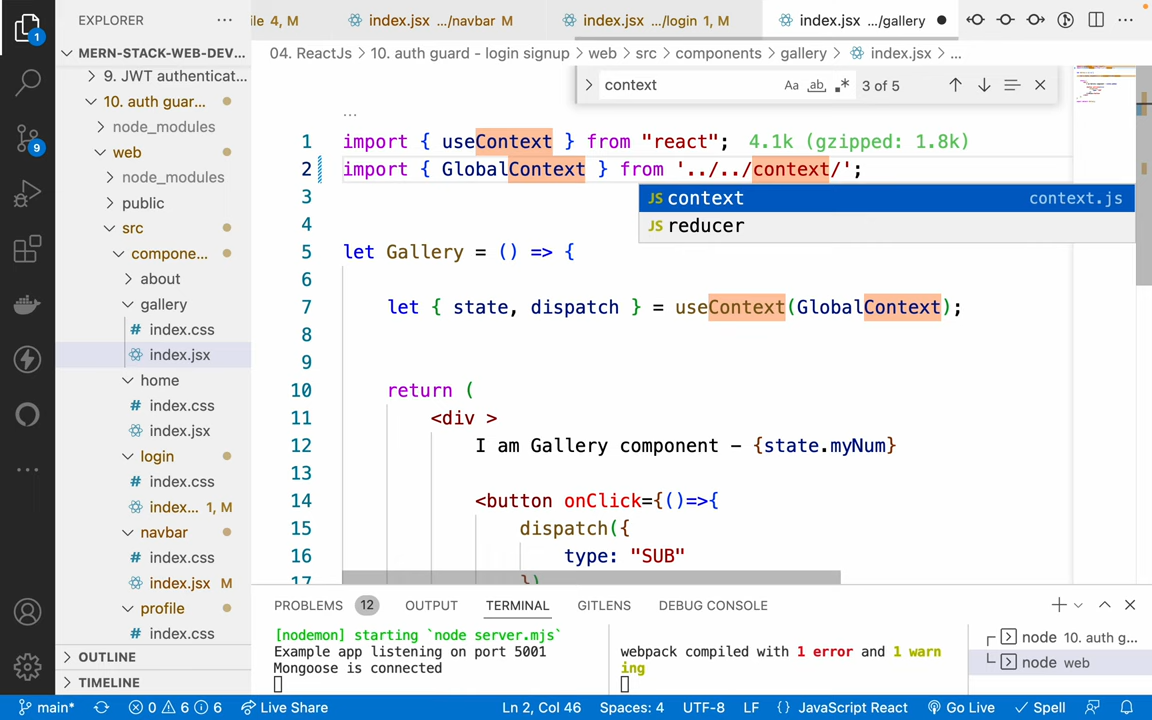 EXPLORER
ile 4, M
index.jsx .../navbar M
index.jsx .../login 1, M
index.jsx .../gallery
MERN-STACK-WEB-DEV...
04. ReactJs > 10. auth guard - login signup > web > src > components > gallery > index.jsx > ...
9. JWT authenticat...
10. auth guar...
node_modules
web
node_modules
public
src
compone...
about
gallery
# index.css
index.jsx
home
# index.css
index.jsx
login
# index.css
index... 1, M
navbar
# index.css
index.jsx M
profile
# index.css
OUTLINE
TIMELINE
1
9
context
Aa ab .*
3 of 5
...
1 import { useContext } from "react"; 4.1k (gzipped: 1.8k)
2 import { GlobalContext } from '../../context/';
3
JS context context.js
4
JS reducer
5 let Gallery = () => {
6
7 let { state, dispatch } = useContext(GlobalContext);
8
9
10 return (
11 <div >
12 I am Gallery component - {state.myNum}
13
14 <button onClick={()=>{
15 dispatch({
16 type: "SUB"
17 })
PROBLEMS 12 OUTPUT TERMINAL GITLENS DEBUG CONSOLE
[nodemon] starting `node server.mjs`
Example app listening on port 5001
Mongoose is connected
webpack compiled with 1 error and 1 warn
ing
node 10. auth g...
node web
main* 0 6 6 Live Share Ln 2, Col 46 Spaces: 4 UTF-8 LF {} JavaScript React Go Live Spell